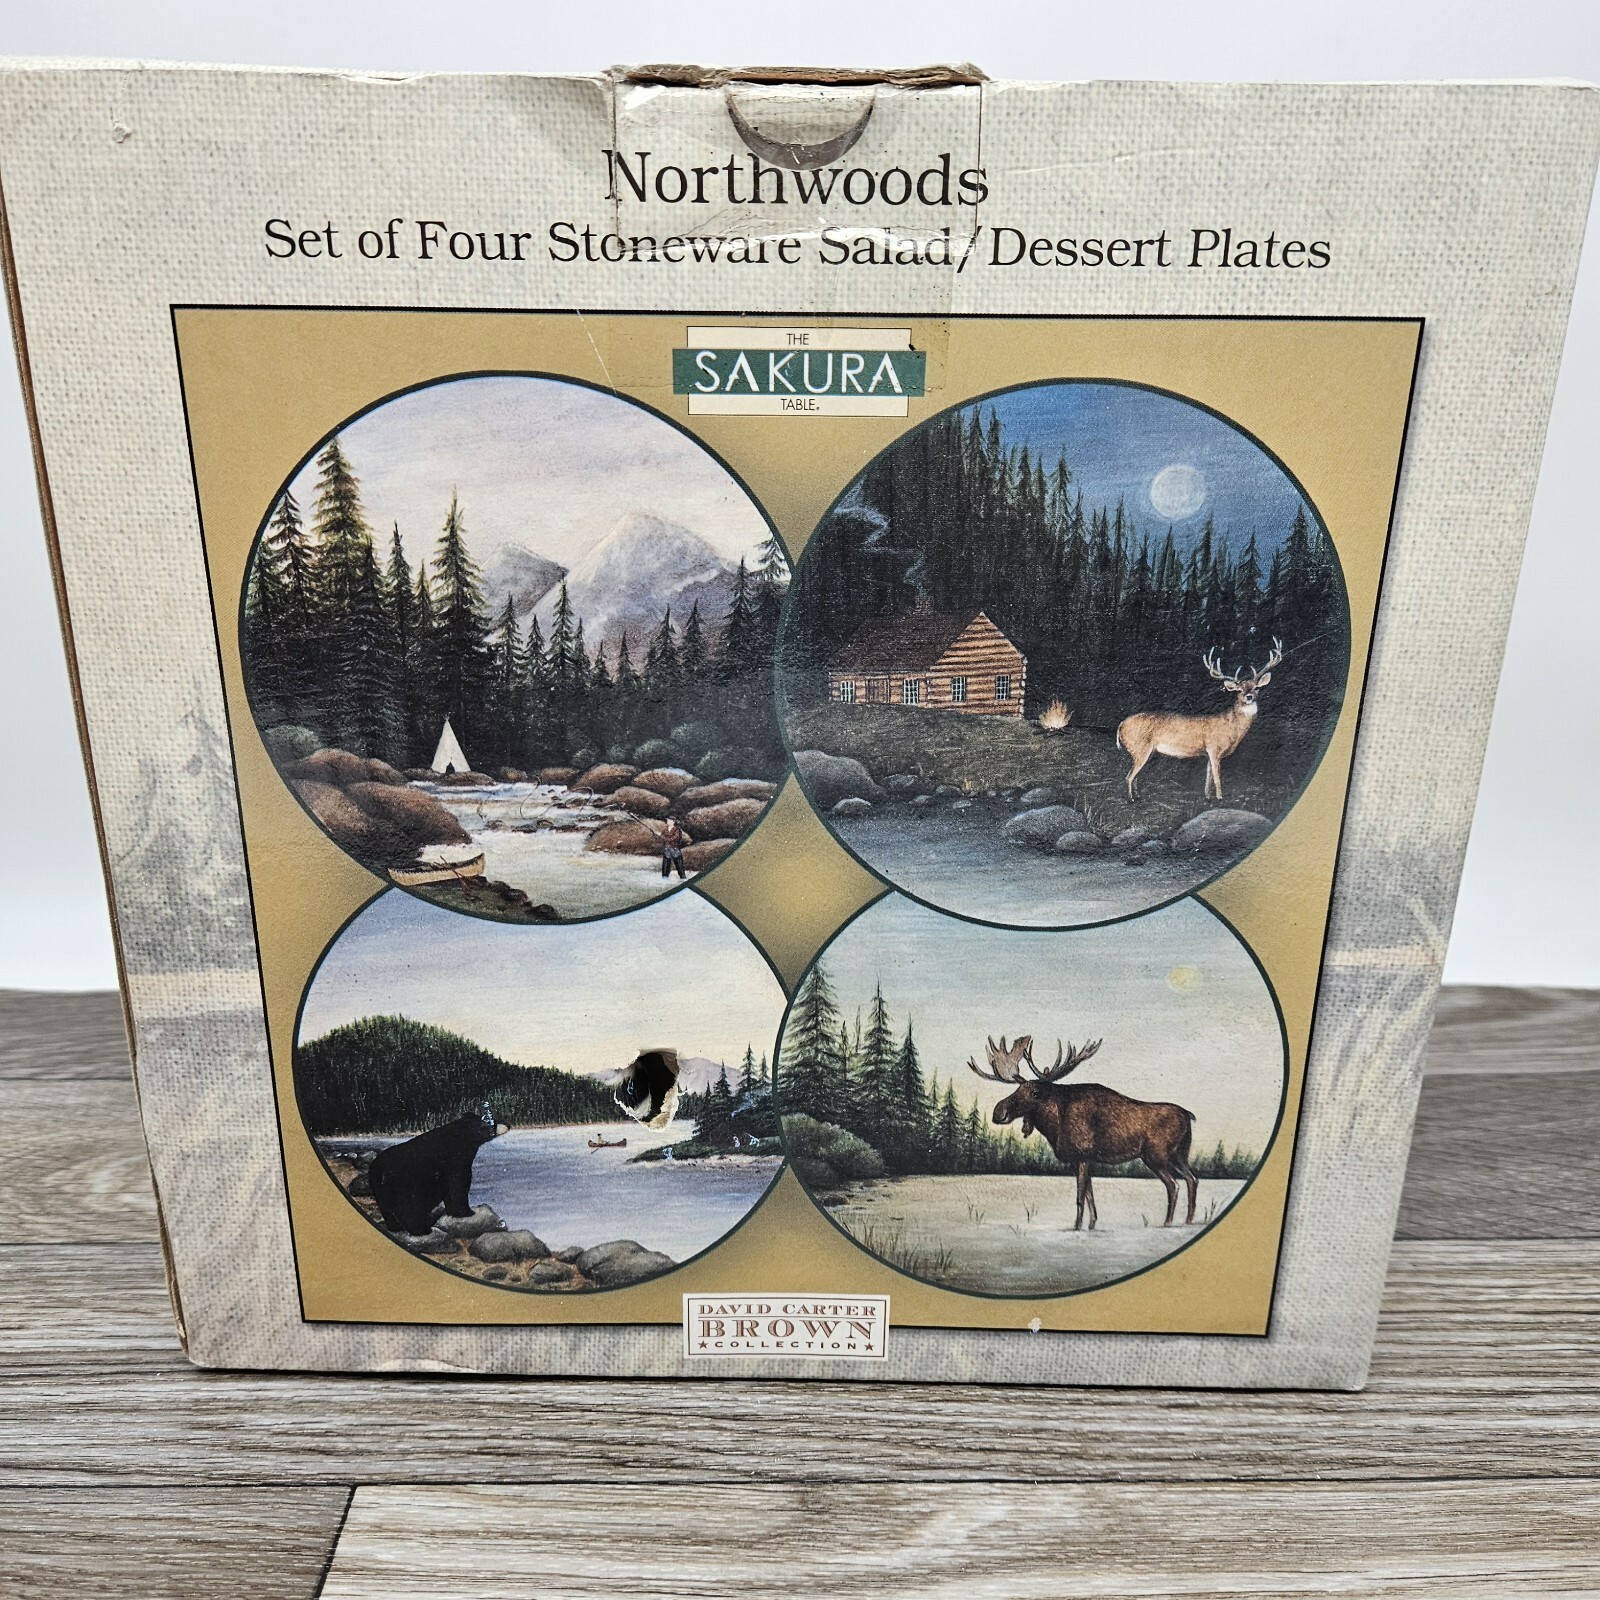 Northwoods
Set of Four Stoneware Salad/Dessert Plates
THE
SAKURA
TABLE.
DAVID CARTER
BROWN
★COLLECTION★